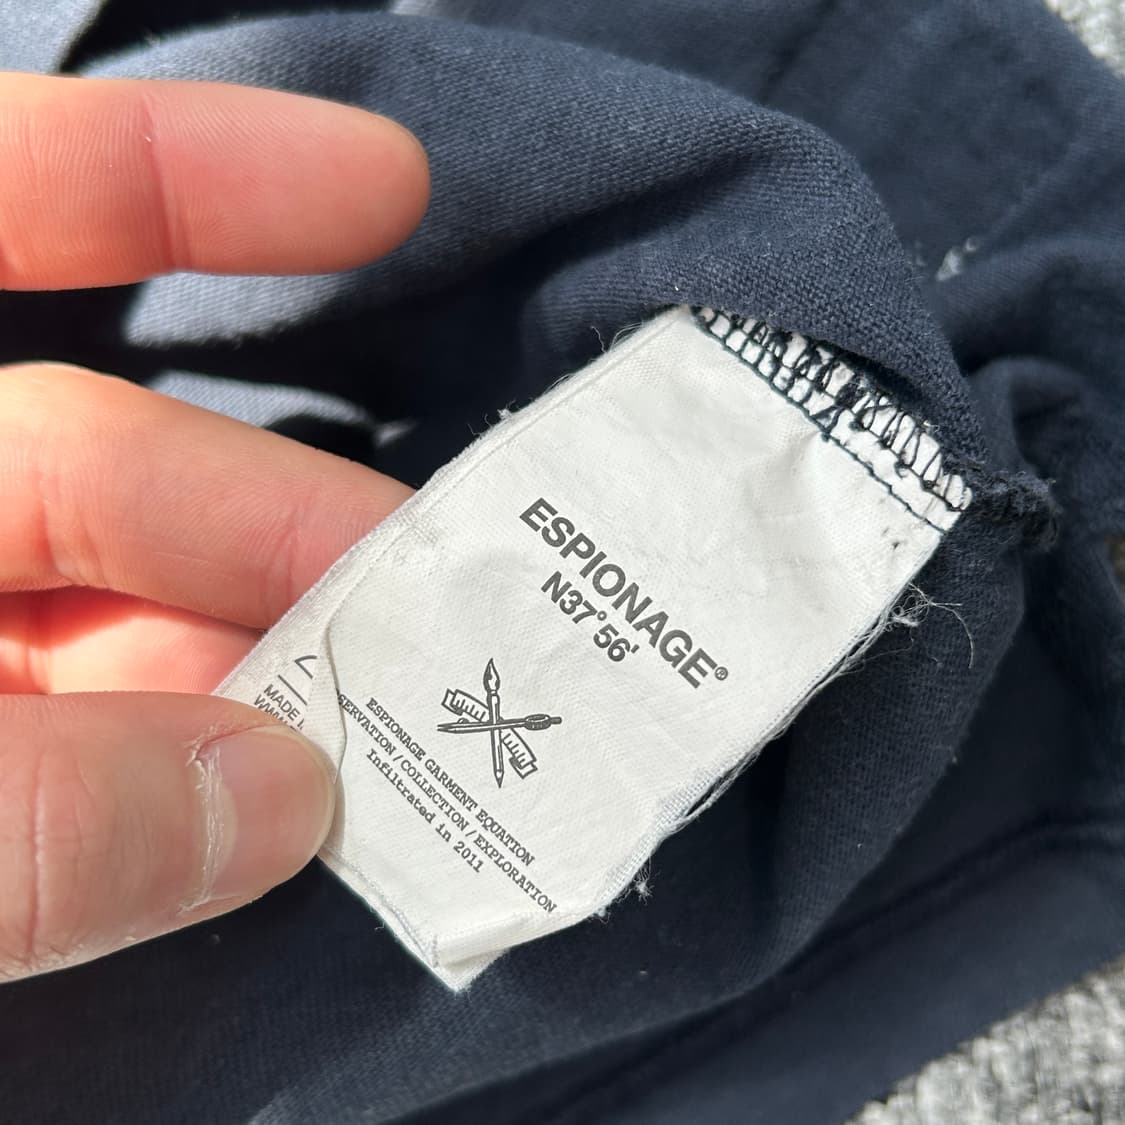 ESPIONAGE®
N37°56'
ESPIONAGE GARMENT EQUATION
SERVATION / COLLECTION / EXPLORATION
Infiltrated in 2011
MADE